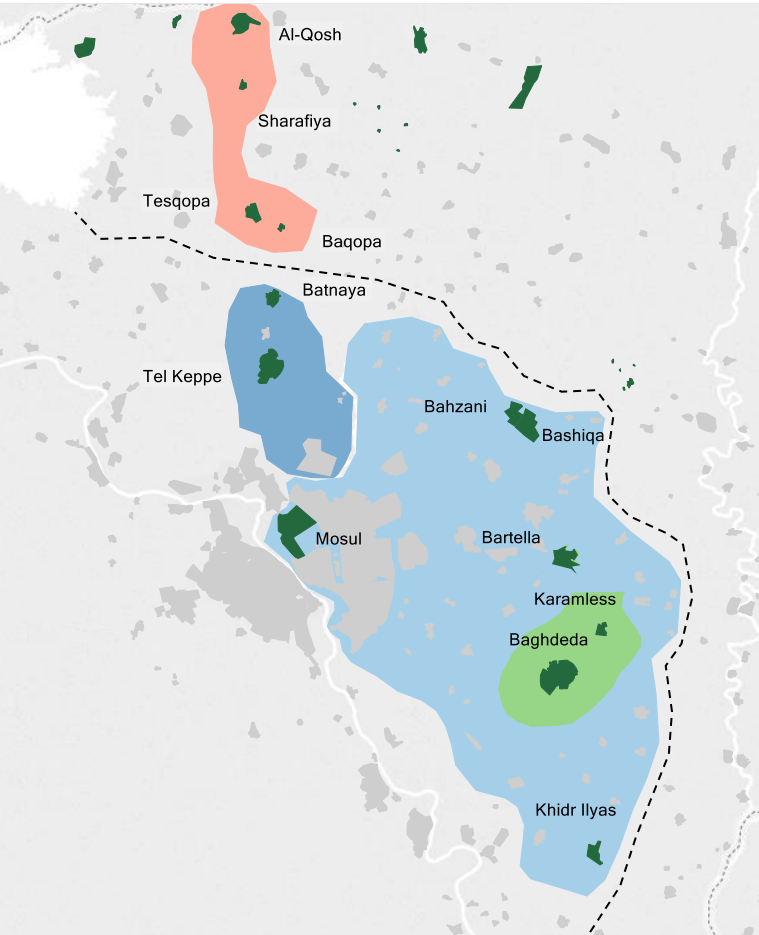 Al-Qosh
Sharafiya
Tesqopa
Baqopa
Batnaya
Tel Keppe
Bahzani
Bashiqa
Bartella
Mosul
Karamless
Baghdeda
Khidr Ilyas